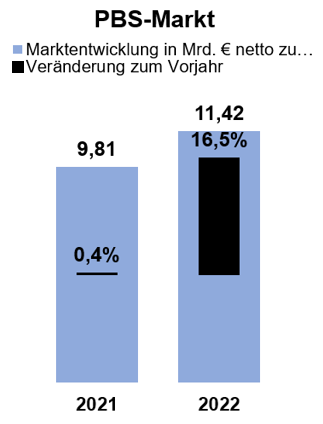 PBS-Markt
Marktentwicklung in Mrd. € netto zu…
Veränderung zum Vorjahr
11,42
9,81
16,5%
0,4%
2021 2022